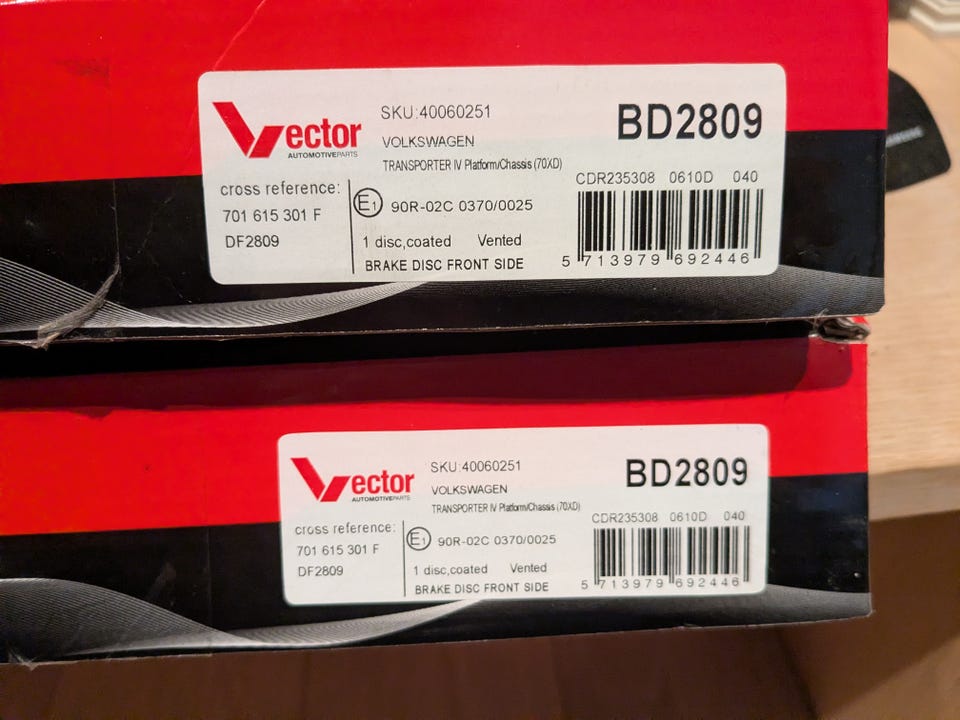 Vector
AUTOMOTIVEPARTS
SKU:40060251
VOLKSWAGEN
TRANSPORTER IV Platform/Chassis (70XD)
BD2809
cross reference:
701 615 301 F
DF2809
E1 90R-02C 0370/0025
1 disc,coated Vented
BRAKE DISC FRONT SIDE
CDR235308 0610D 040
5 713979 692446
Vector
AUTOMOTIVEPARTS
SKU:40060251
VOLKSWAGEN
TRANSPORTER IV Platform/Chassis (70XD)
BD2809
cross reference:
701 615 301 F
DF2809
E1 90R-02C 0370/0025
1 disc,coated Vented
BRAKE DISC FRONT SIDE
CDR235308 0610D 040
5 713979 692446